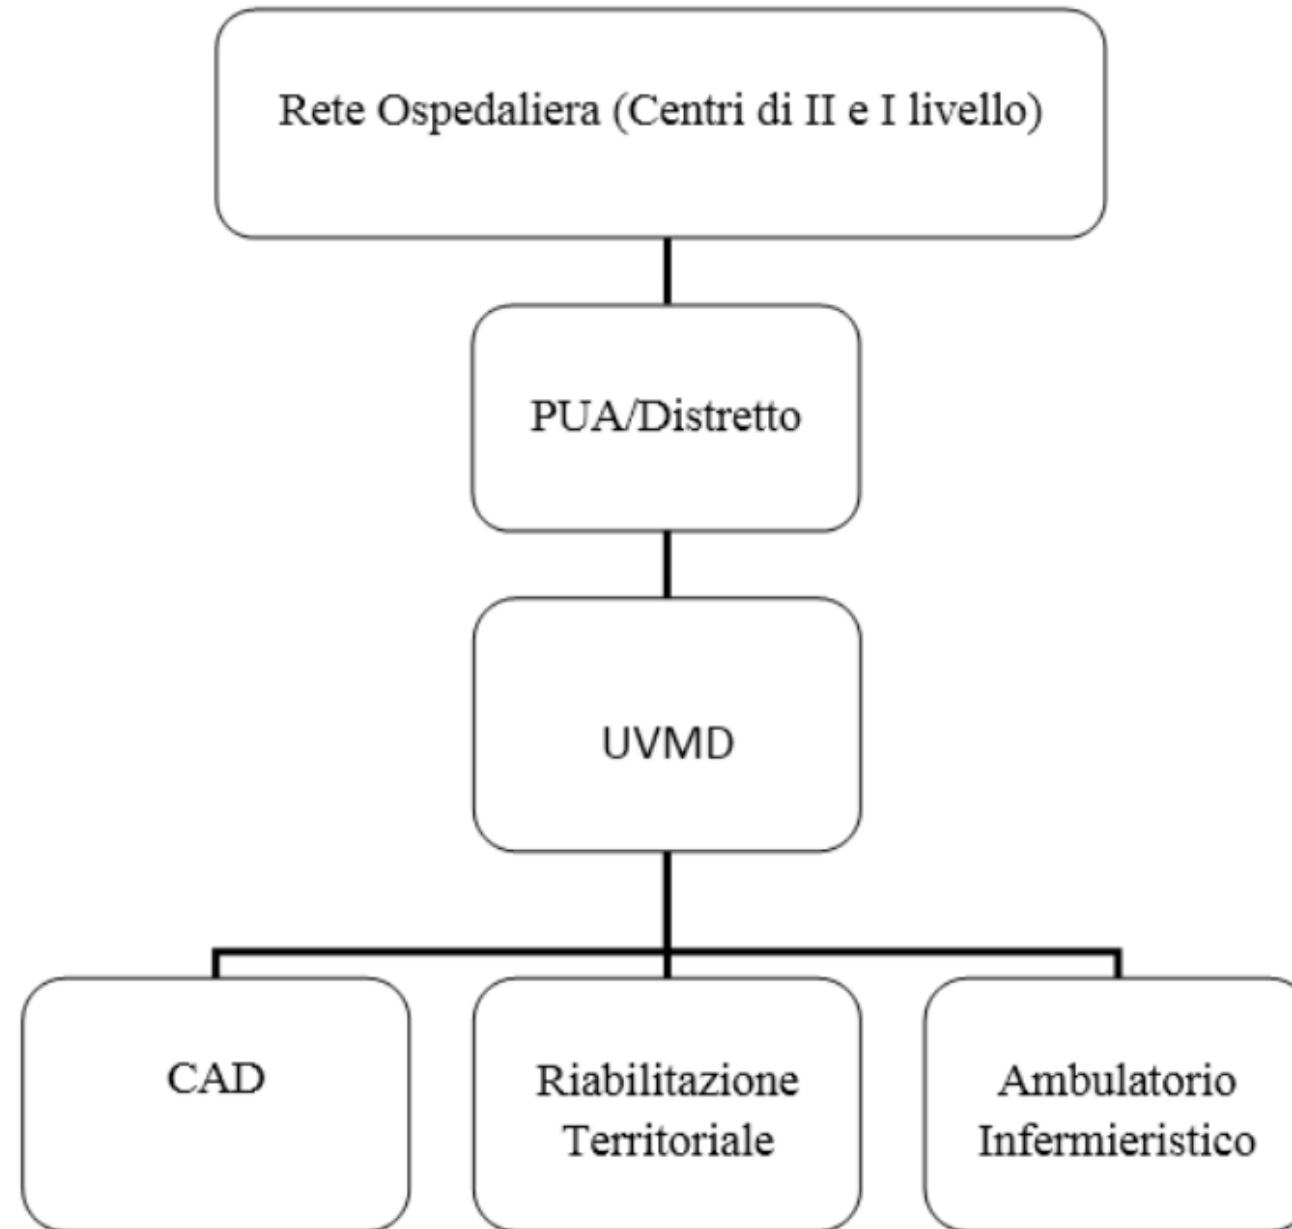 Rete Ospedaliera (Centri di II e I livello)
PUA/Distretto
UVMD
CAD
Riabilitazione
Territoriale
Ambulatorio
Infermieristico